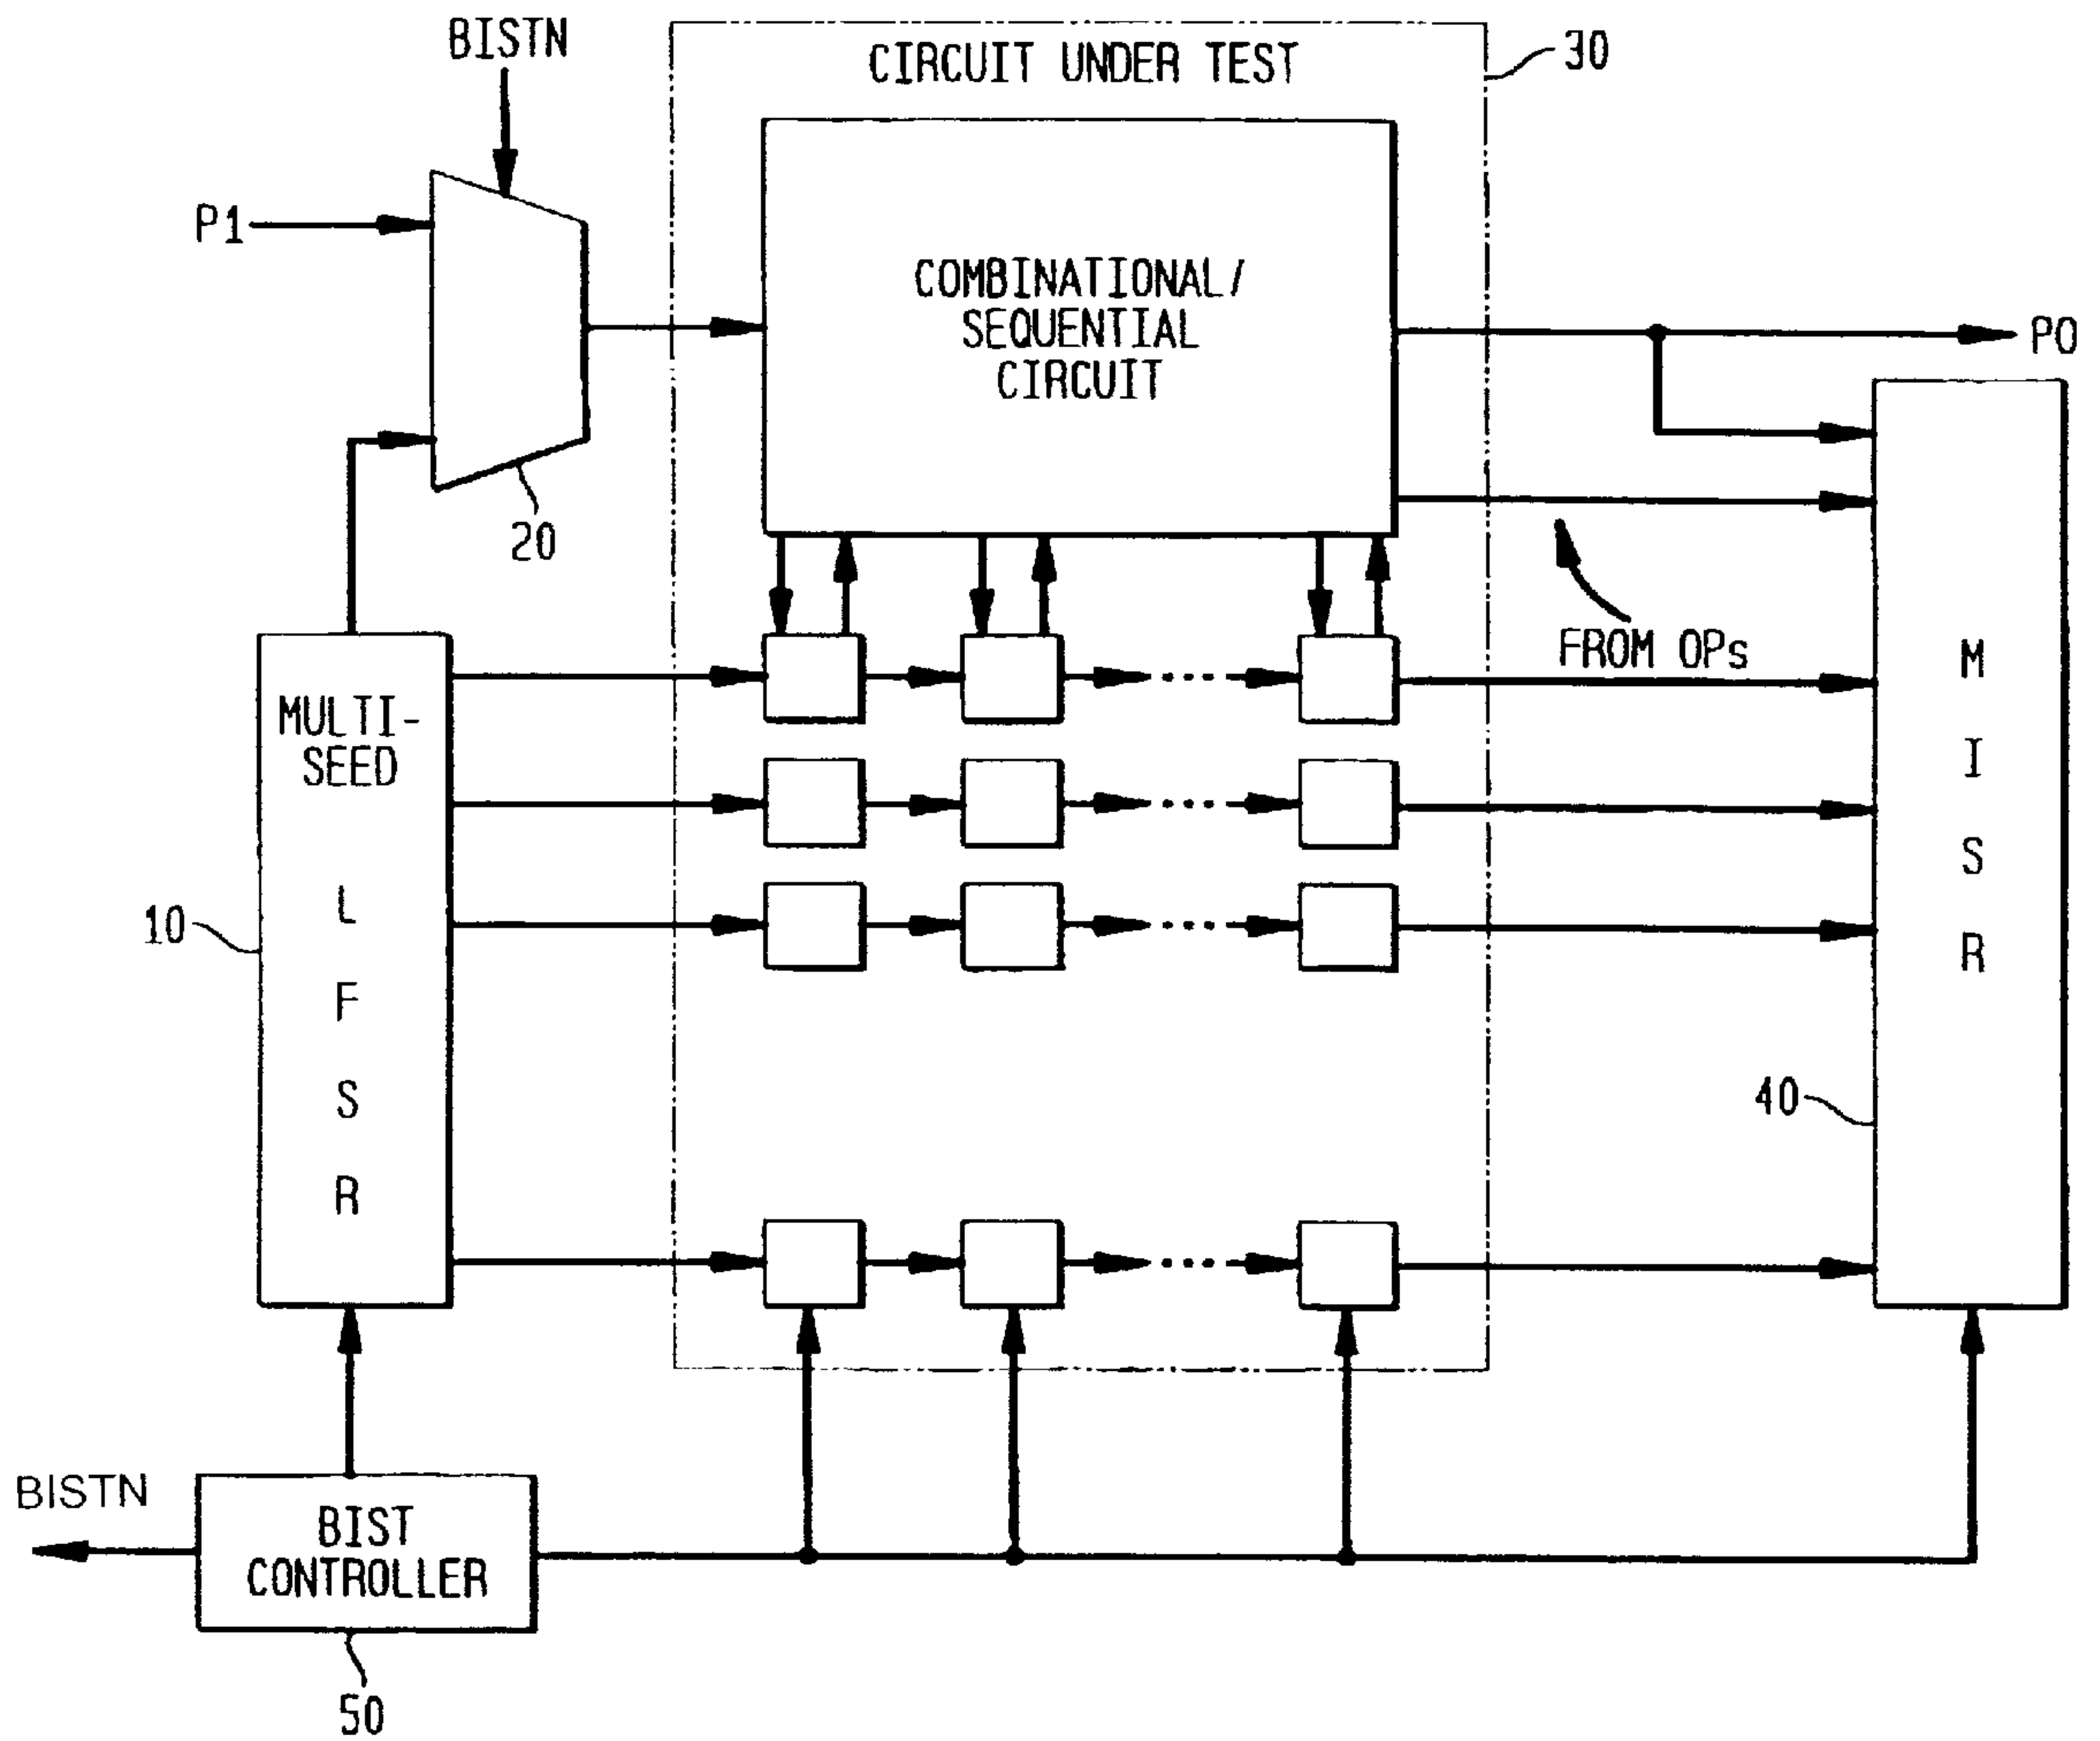 BISTN
CIRCUIT UNDER TEST
30
P1
COMBINATIONAL/
SEQUENTIAL
CIRCUIT
PO
20
FROM OPs
MULTI-
SEED
L
F
S
R
10
M
I
S
R
40
BISTN
BIST
CONTROLLER
50